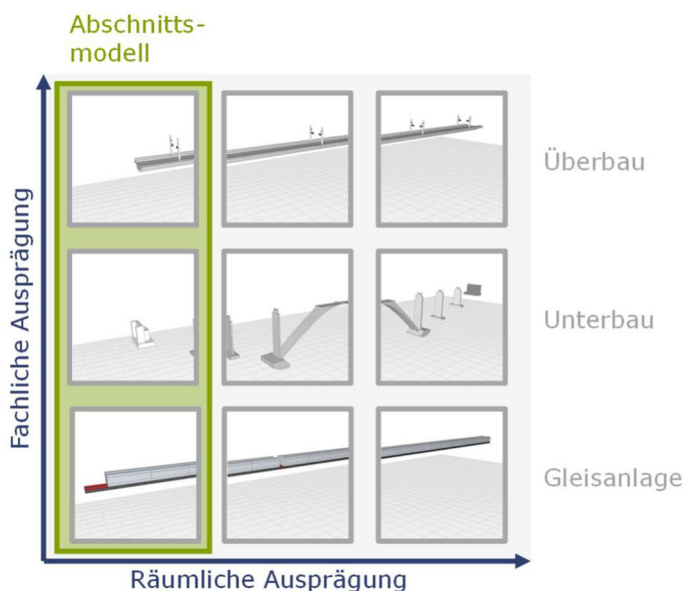 Abschnitts-
modell
Fachliche Ausprägung
Überbau
Unterbau
Gleisanlage
Räumliche Ausprägung